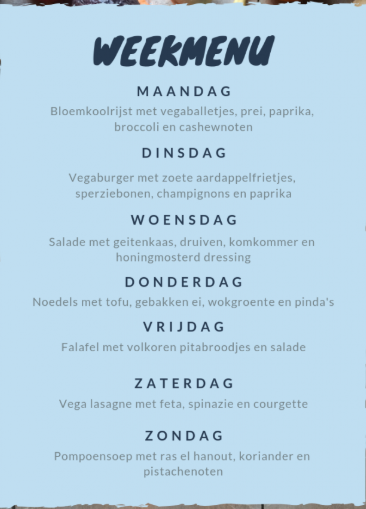 WEEKMENU
MAANDAG
Bloemkoolrijst met vegaballetjes, prei, paprika,
broccoli en cashewnoten
DINSDAG
Vegaburger met zoete aardappelfrietjes,
sperziebonen, champignons en paprika
WOENSDAG
Salade met geitenkaas, druiven, komkommer en
honingmosterd dressing
DONDERDAG
Noedels met tofu, gebakken ei, wokgroente en pinda's
VRIJDAG
Falafel met volkoren pitabroodjes en salade
ZATERDAG
Vega lasagne met feta, spinazie en courgette
ZONDAG
Pompoensoep met ras el hanout, koriander en
pistachenoten